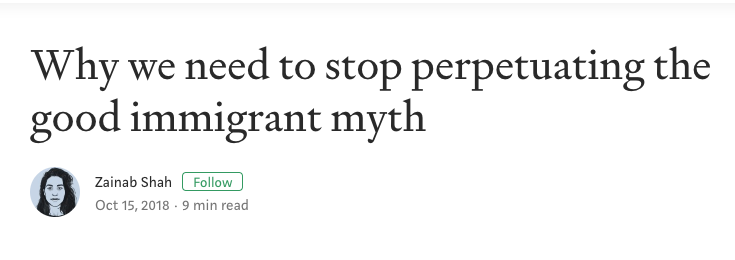 Why we need to stop perpetuating the
good immigrant myth
Zainab Shah Follow
Oct 15, 2018 · 9 min read